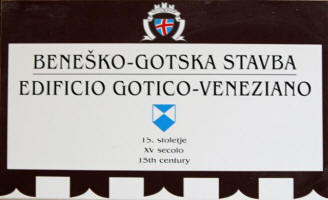 BENEŠKO-GOTSKA STAVBA
EDIFICIO GOTICO-VENEZIANO
15. stoletje
XV secolo
15th century